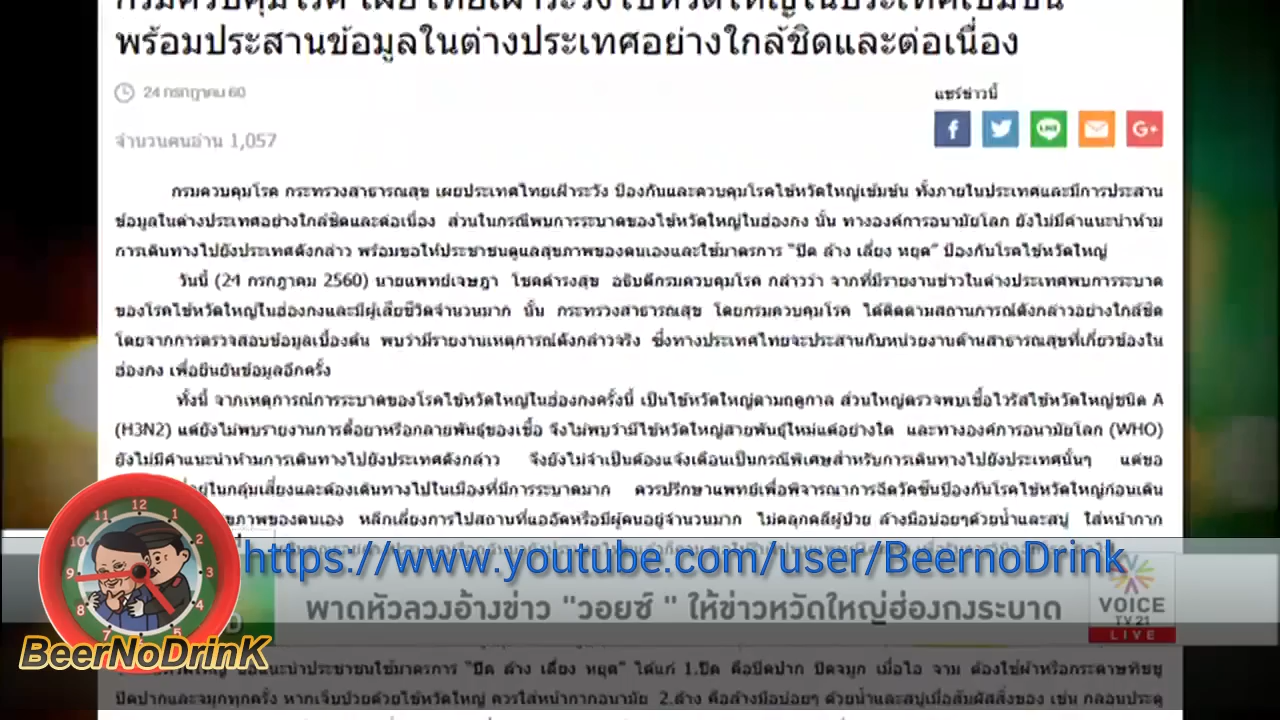 กรมควบคุมโรค เผยไทยเฝ้าระวังไข้หวัดใหญ่ในประเทศเข้มข้น
พร้อมประสานข้อมูลในต่างประเทศอย่างใกล้ชิดและต่อเนื่อง
24 กรกฎาคม 60
แชร์ข่าวนี้
จำนวนคนอ่าน 1,057
กรมควบคุมโรค กระทรวงสาธารณสุข เผยประเทศไทยเฝ้าระวัง ป้องกันและควบคุมโรคไข้หวัดใหญ่เข้มข้น ทั้งภายในประเทศและมีการประสาน
ข้อมูลในต่างประเทศอย่างใกล้ชิดและต่อเนื่อง ส่วนในกรณีพบการระบาดของไข้หวัดใหญ่ในฮ่องกง นั้น ทางองค์การอนามัยโลก ยังไม่มีคำแนะนำห้าม
การเดินทางไปยังประเทศดังกล่าว พร้อมขอให้ประชาชนดูแลสุขภาพของตนเองและใช้มาตรการ "ปิด ล้าง เลี่ยง หยุด" ป้องกันโรคไข้หวัดใหญ่
วันนี้ (24 กรกฎาคม 2560) นายแพทย์เจษฎา โชคดำรงสุข อธิบดีกรมควบคุมโรค กล่าวว่า จากที่มีรายงานข่าวในต่างประเทศพบการระบาด
ของโรคไข้หวัดใหญ่ในฮ่องกงและมีผู้เสียชีวิตจำนวนมาก นั้น กระทรวงสาธารณสุข โดยกรมควบคุมโรค ได้ติดตามสถานการณ์ดังกล่าวอย่างใกล้ชิด
โดยจากการตรวจสอบข้อมูลเบื้องต้น พบว่ามีรายงานเหตุการณ์ดังกล่าวจริง ซึ่งทางประเทศไทยจะประสานกับหน่วยงานด้านสาธารณสุขที่เกี่ยวข้องใน
ฮ่องกง เพื่อยืนยันข้อมูลอีกครั้ง
ทั้งนี้ จากเหตุการณ์การระบาดของโรคไข้หวัดใหญ่ในฮ่องกงครั้งนี้ เป็นไข้หวัดใหญ่ตามฤดูกาล ส่วนใหญ่ตรวจพบเชื้อไวรัสไข้หวัดใหญ่ชนิด A
(H3N2) แต่ยังไม่พบรายงานการดื้อยาหรือกลายพันธุ์ของเชื้อ จึงไม่พบว่ามีไข้หวัดใหญ่สายพันธุ์ใหม่แต่อย่างใด และทางองค์การอนามัยโลก (WHO)
ยังไม่มีคำแนะนำห้ามการเดินทางไปยังประเทศดังกล่าว จึงยังไม่จำเป็นต้องแจ้งเตือนเป็นกรณีพิเศษสำหรับการเดินทางไปยังประเทศนั้นๆ แต่ขอ
อยู่ในกลุ่มเสี่ยงและต้องเดินทางไปในเมืองที่มีการระบาดมาก ควรปรึกษาแพทย์เพื่อพิจารณาการฉีดวัคซีนป้องกันโรคไข้หวัดใหญ่ก่อนเดิน
สุขภาพของตนเอง หลีกเลี่ยงการไปสถานที่แออัดหรือมีผู้คนอยู่จำนวนมาก ไม่คลุกคลีผู้ป่วย ล้างมือบ่อยๆด้วยน้ำและสบู่ ใส่หน้ากาก
https://www.youtube.com/user/BeernoDrink
พาดหัวลวงอ้างข่าว "วอยซ์ " ให้ข่าวหวัดใหญ่ฮ่องกงระบาด
VOICE
TV 21
LIVE
12
1
2
3
4
5
7
8
9
10
11
BeerNoDrinK
แนะนำประชาชนใช้มาตรการ "ปิด ล้าง เลี่ยง หยุด" ได้แก่ 1.ปิด คือปิดปาก ปิดจมูก เมื่อไอ จาม ต้องใช้ผ้าหรือกระดาษทิชชู
ปิดปากและจมูกทุกครั้ง หากเจ็บป่วยด้วยไข้หวัดใหญ่ ควรใส่หน้ากากอนามัย 2.ล้าง คือล้างมือบ่อยๆ ด้วยน้ำและสบู่เมื่อสัมผัสสิ่งของ เช่น กลอนประตู